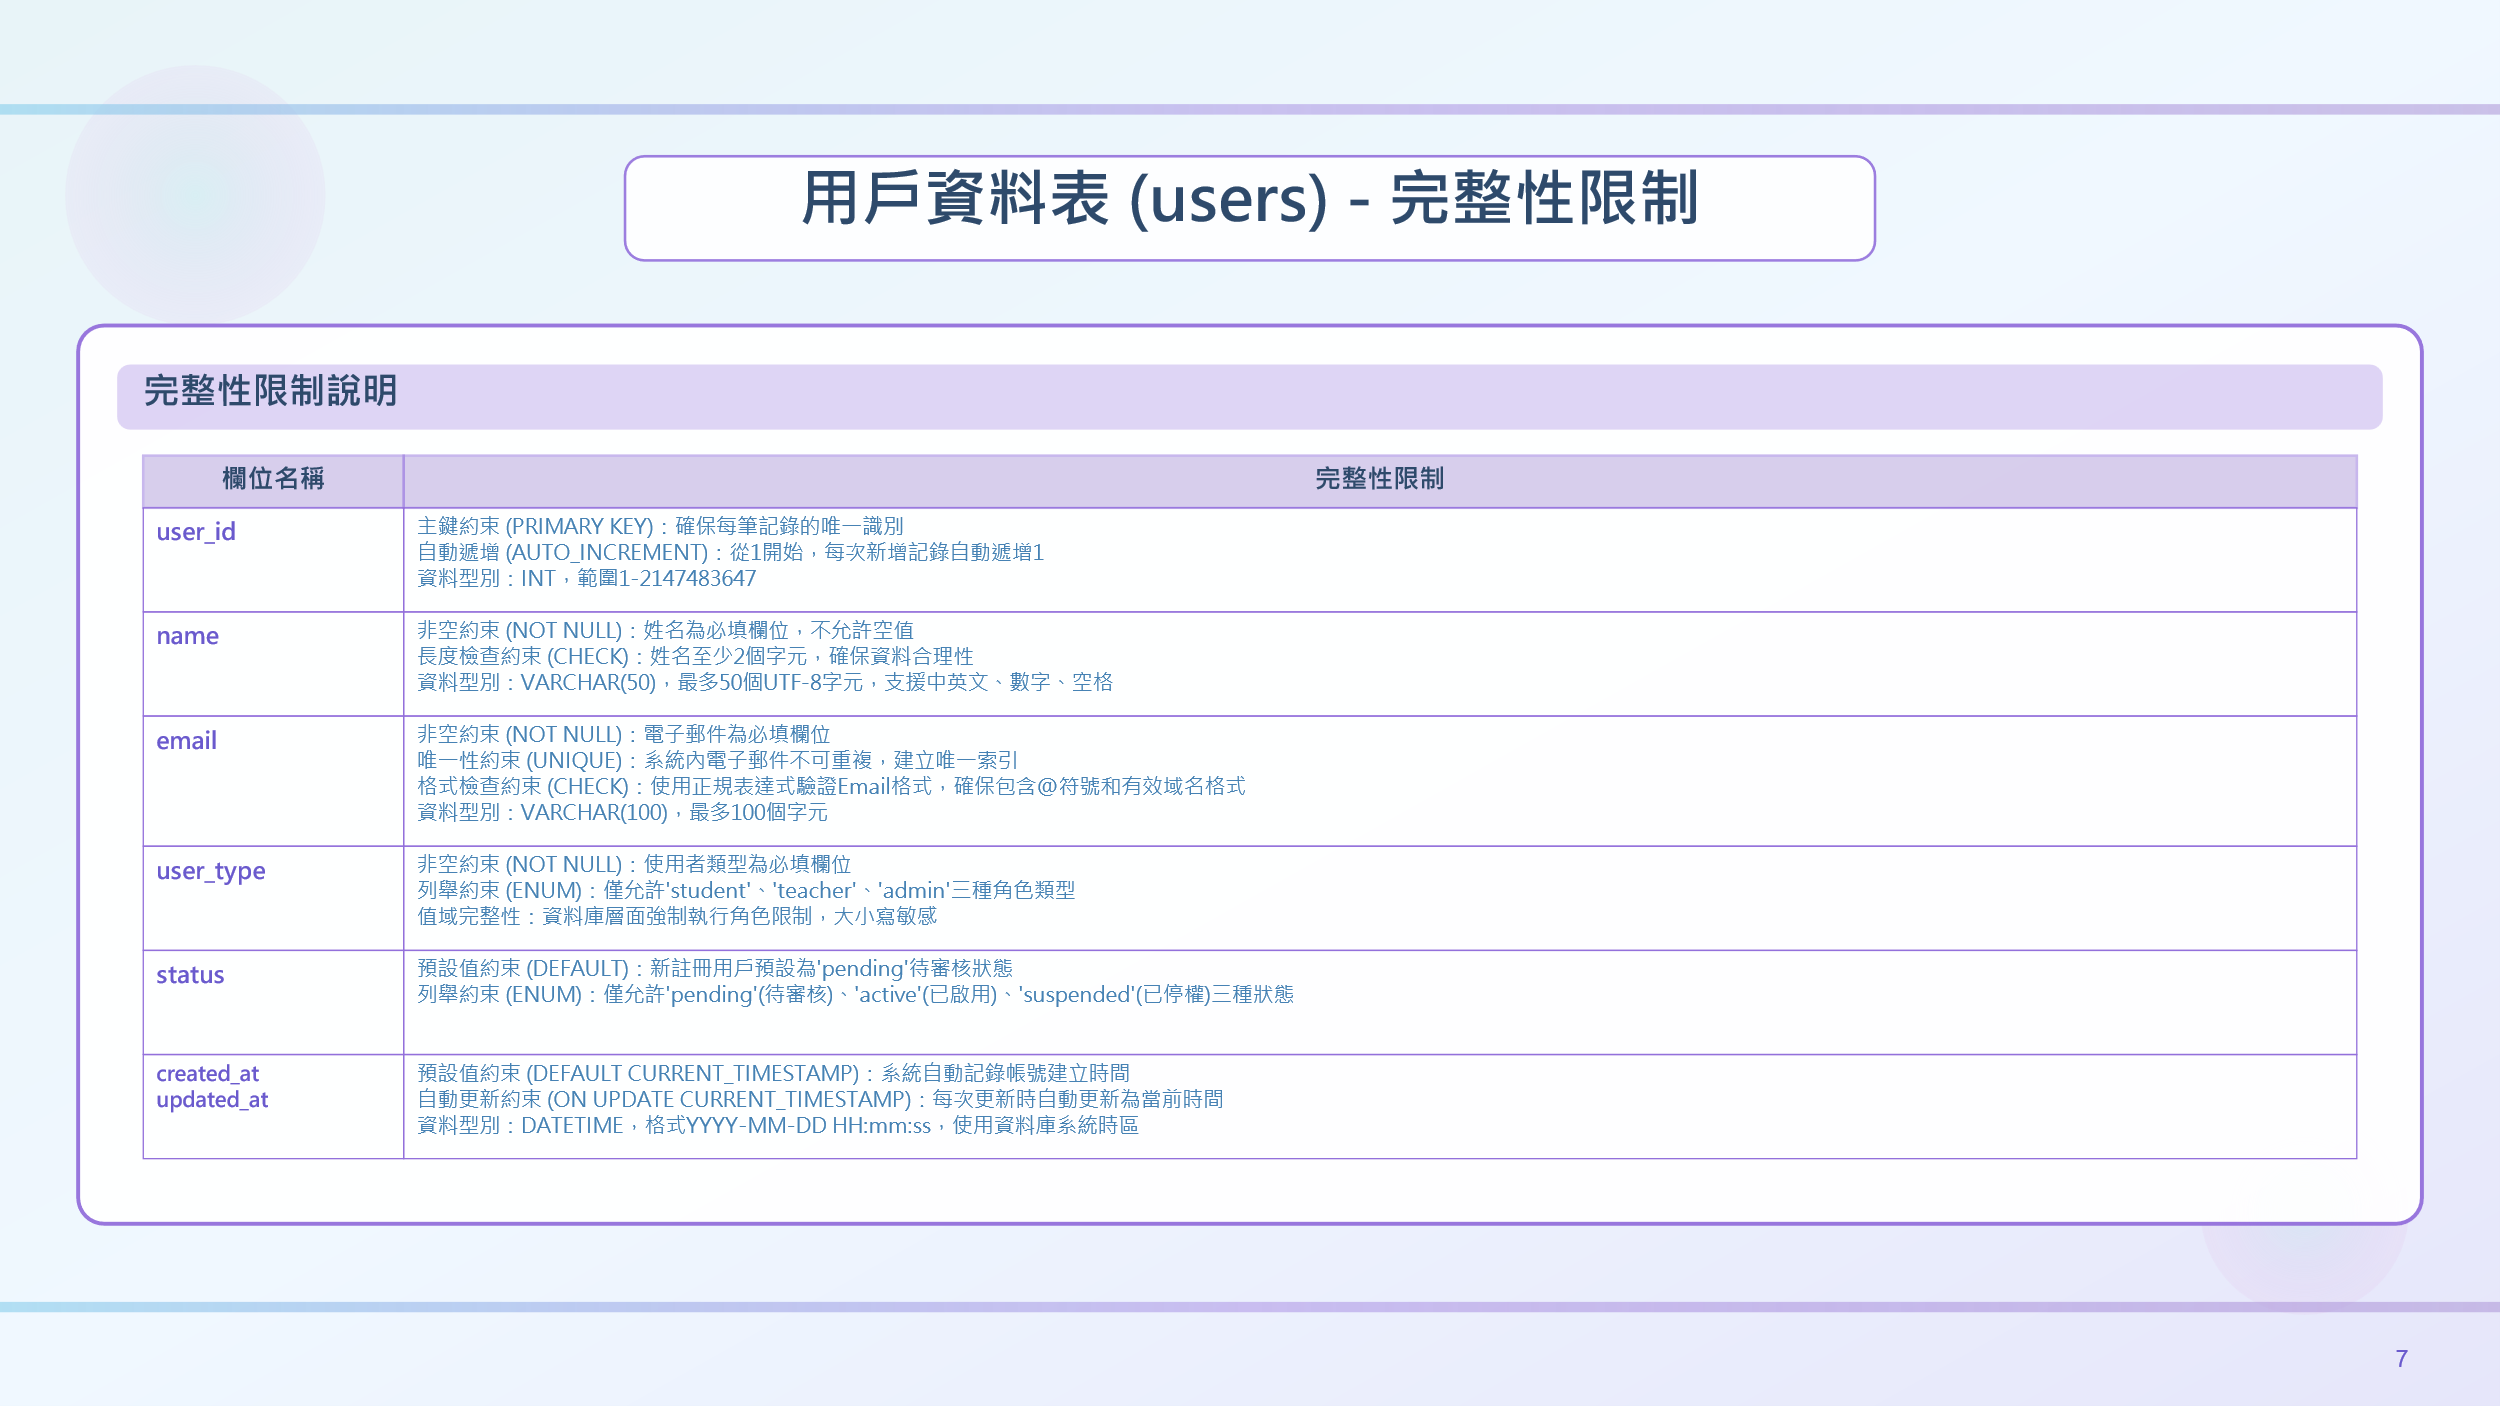 用戶資料表 (users) - 完整性限制
完整性限制說明
欄位名稱
完整性限制
user_id
主鍵約束 (PRIMARY KEY)：確保每筆記錄的唯一識別
自動遞增 (AUTO_INCREMENT)：從1開始，每次新增記錄自動遞增1
資料型別：INT，範圍1-2147483647
name
非空約束 (NOT NULL)：姓名為必填欄位，不允許空值
長度檢查約束 (CHECK)：姓名至少2個字元，確保資料合理性
資料型別：VARCHAR(50)，最多50個UTF-8字元，支援中英文、數字、空格
email
非空約束 (NOT NULL)：電子郵件為必填欄位
唯一性約束 (UNIQUE)：系統內電子郵件不可重複，建立唯一索引
格式檢查約束 (CHECK)：使用正規表達式驗證Email格式，確保包含@符號和有效域名格式
資料型別：VARCHAR(100)，最多100個字元
user_type
非空約束 (NOT NULL)：使用者類型為必填欄位
列舉約束 (ENUM)：僅允許'student'、'teacher'、'admin'三種角色類型
值域完整性：資料庫層面強制執行角色限制，大小寫敏感
status
預設值約束 (DEFAULT)：新註冊用戶預設為'pending'待審核狀態
列舉約束 (ENUM)：僅允許'pending'(待審核)、'active'(已啟用)、'suspended'(已停權)三種狀態
created_at
updated_at
預設值約束 (DEFAULT CURRENT_TIMESTAMP)：系統自動記錄帳號建立時間
自動更新約束 (ON UPDATE CURRENT_TIMESTAMP)：每次更新時自動更新為當前時間
資料型別：DATETIME，格式YYYY-MM-DD HH:mm:ss，使用資料庫系統時區
7